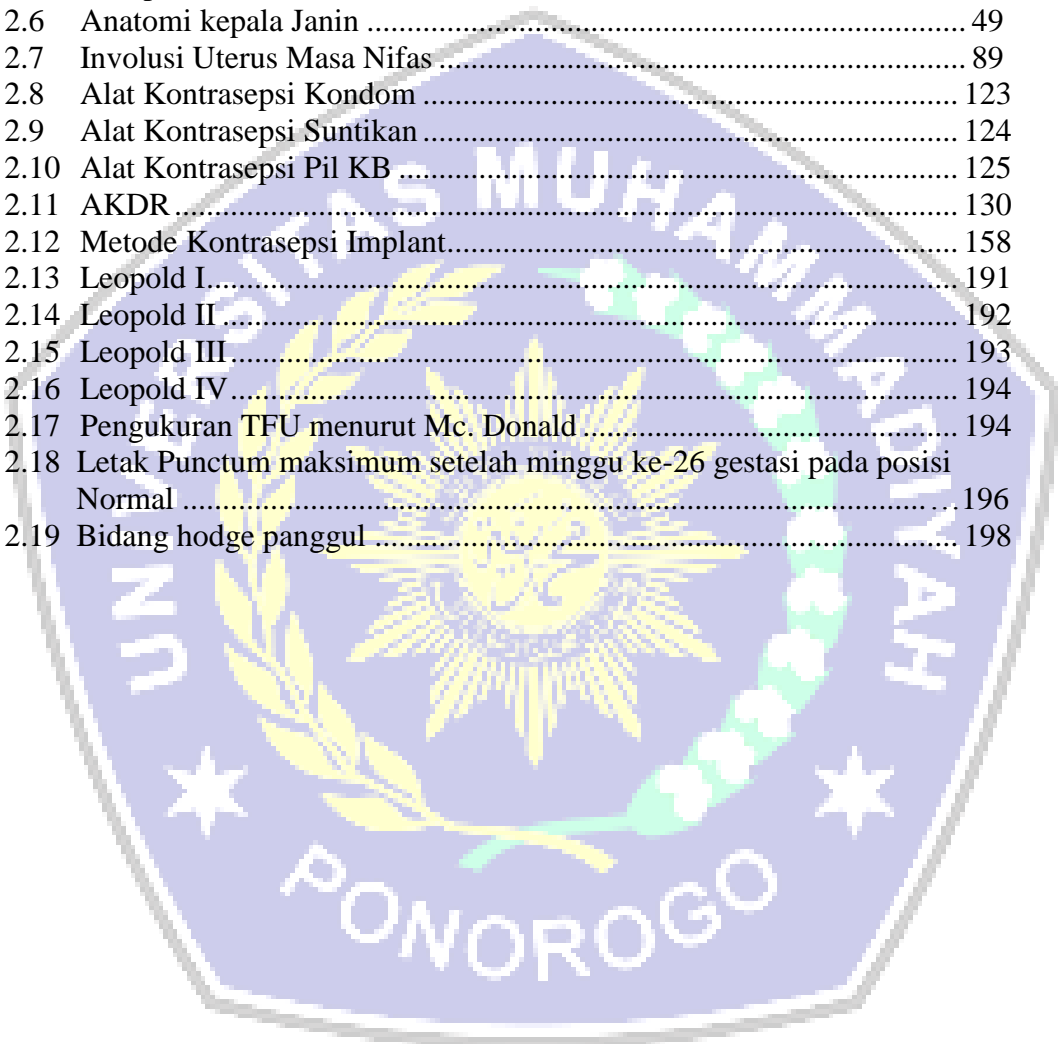 2.6 Anatomi kepala Janin ........................................................................ 49
2.7 Involusi Uterus Masa Nifas ............................................................. 89
2.8 Alat Kontrasepsi Kondom .............................................................. 123
2.9 Alat Kontrasepsi Suntikan .............................................................. 124
2.10 Alat Kontrasepsi Pil KB ................................................................ 125
2.11 AKDR ........................................................................................... 130
2.12 Metode Kontrasepsi Implant........................................................... 158
2.13 Leopold I........................................................................................ 191
2.14 Leopold II ...................................................................................... 192
2.15 Leopold III ..................................................................................... 193
2.16 Leopold IV ..................................................................................... 194
2.17 Pengukuran TFU menurut Mc. Donald ........................................... 194
2.18 Letak Punctum maksimum setelah minggu ke-26 gestasi pada posisi
Normal ..................................................................................... …196
2.19 Bidang hodge panggul ................................................................... 198
UNIVERSITAS MUHAMMADIYAH
PONOROGO